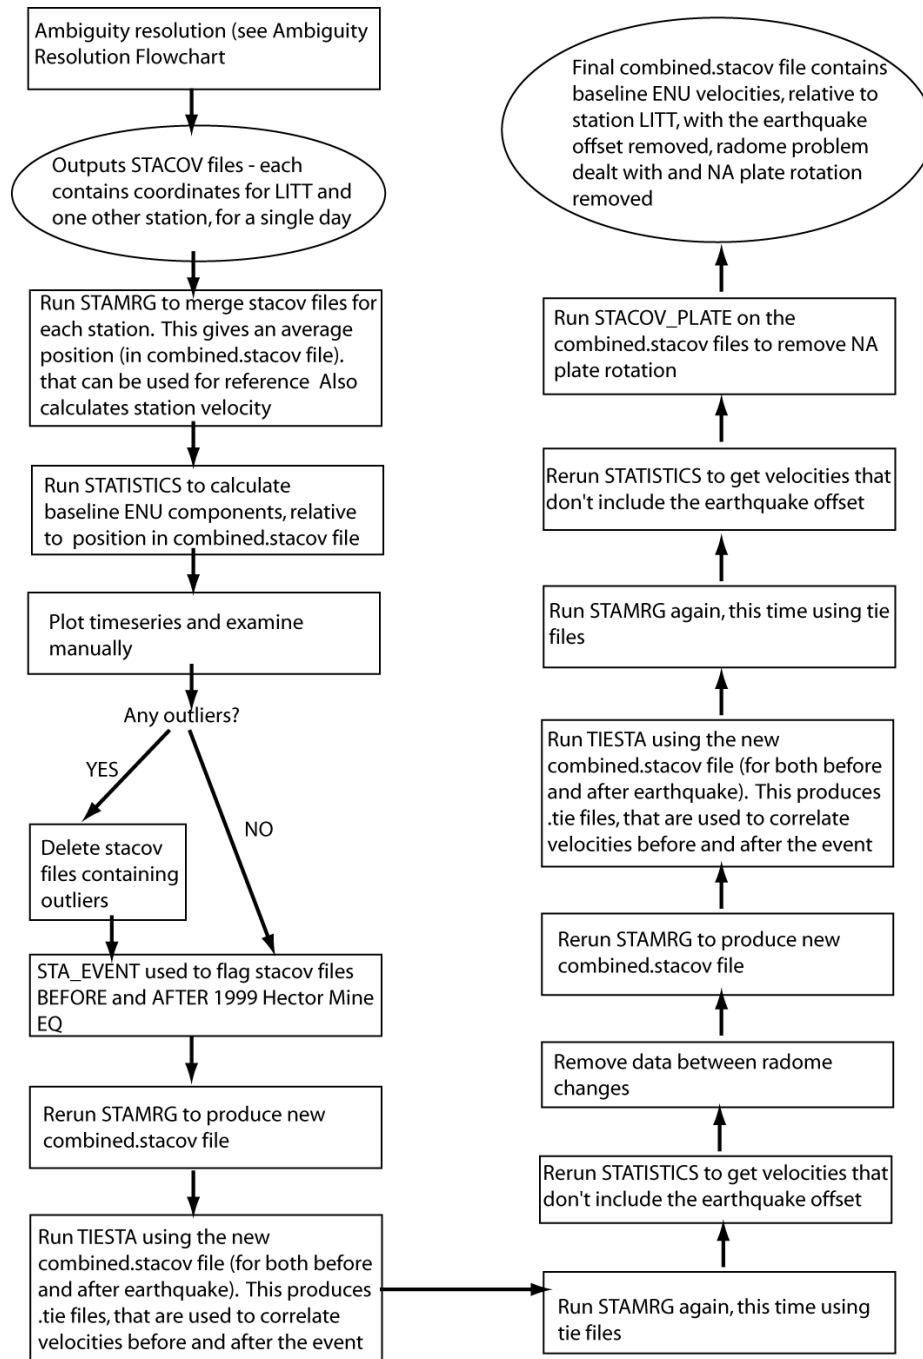 Ambiguity resolution (see Ambiguity
Resolution Flowchart
Outputs STACOV files - each
contains coordinates for LITT and
one other station, for a single day
Run STAMRG to merge stacov files for
each station. This gives an average
position (in combined.stacov file).
that can be used for reference Also
calculates station velocity
Run STATISTICS to calculate
baseline ENU components, relative
to position in combined.stacov file
Plot timeseries and examine
manually
Any outliers?
YES
NO
Delete stacov
files containing
outliers
STA_EVENT used to flag stacov files
BEFORE and AFTER 1999 Hector Mine
EQ
Rerun STAMRG to produce new
combined.stacov file
Run TIESTA using the new
combined.stacov file (for both before
and after earthquake). This produces
.tie files, that are used to correlate
velocities before and after the event
Run STAMRG again, this time using
tie files
Rerun STATISTICS to get velocities that
don't include the earthquake offset
Remove data between radome
changes
Rerun STAMRG to produce new
combined.stacov file
Run TIESTA using the new
combined.stacov file (for both before
and after earthquake). This produces
.tie files, that are used to correlate
velocities before and after the event
Run STAMRG again, this time using tie
files
Rerun STATISTICS to get velocities that
don't include the earthquake offset
Run STACOV_PLATE on the
combined.stacov files to remove NA
plate rotation
Final combined.stacov file contains
baseline ENU velocities, relative to
station LITT, with the earthquake
offset removed, radome problem
dealt with and NA plate rotation
removed